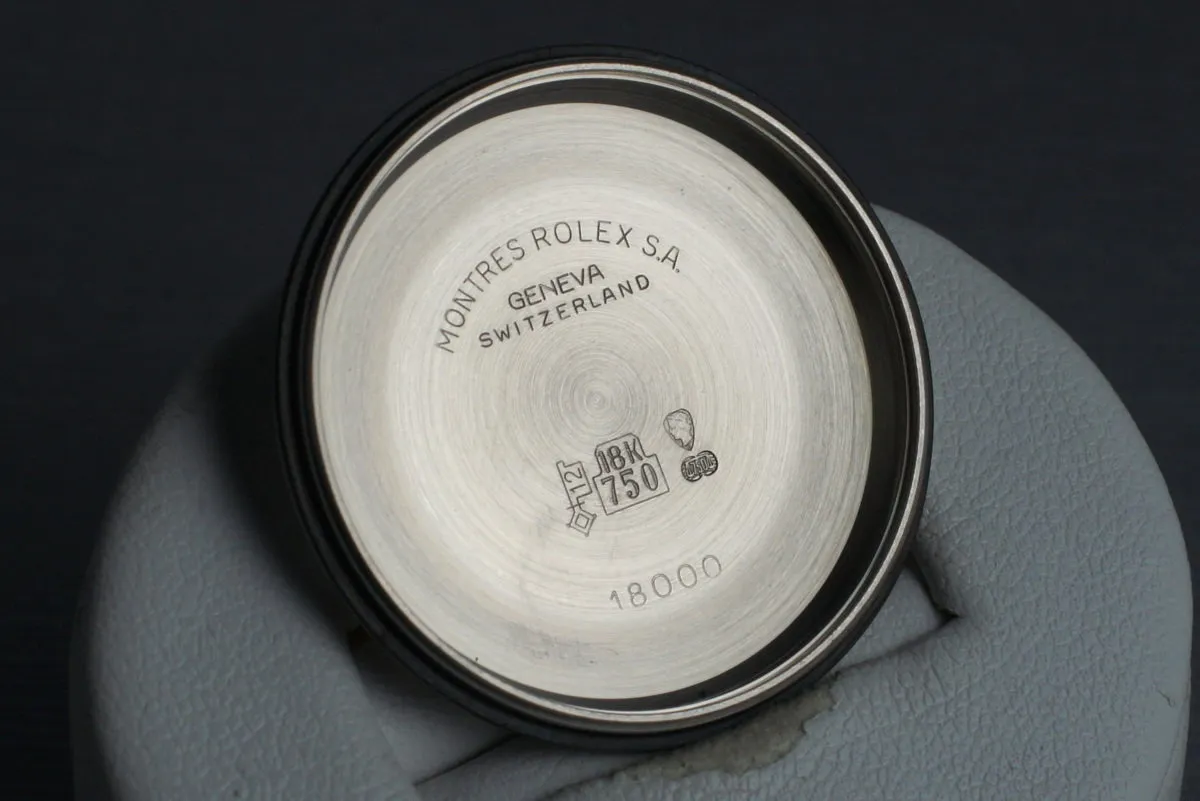 MONTRES ROLEX S.A.
GENEVA
SWITZERLAND
18K
750
18000